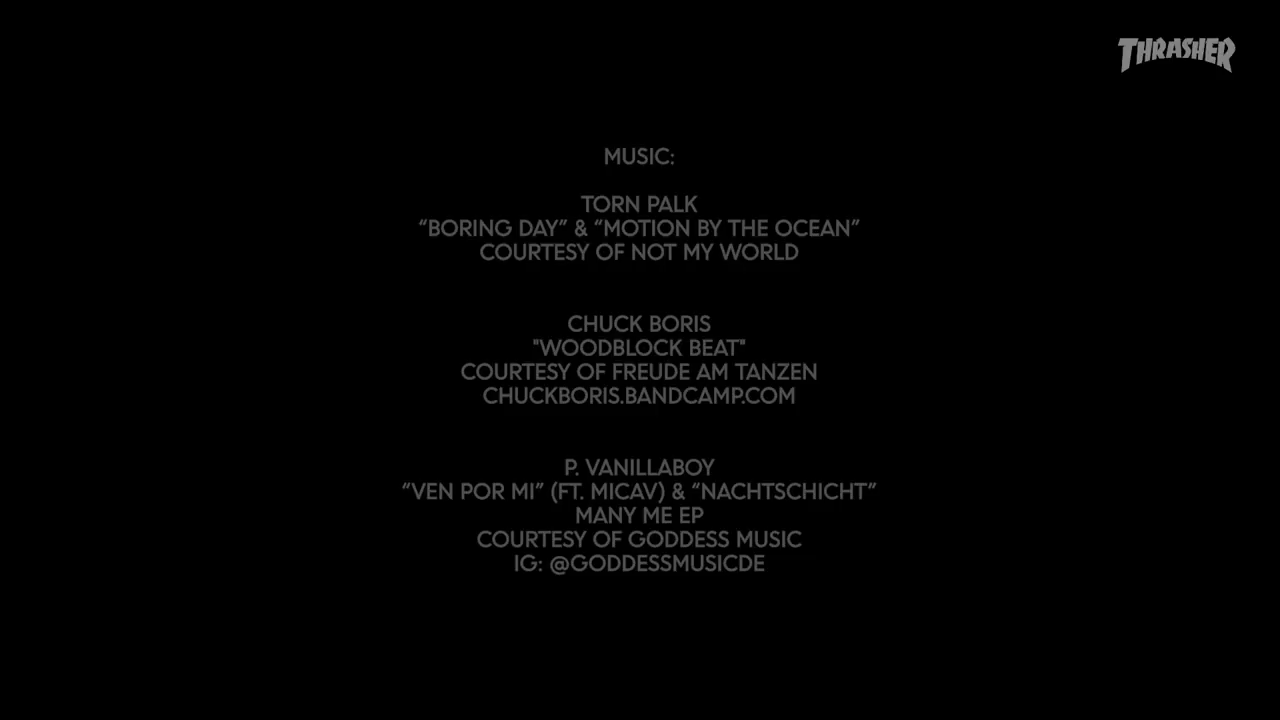 THRASHER
MUSIC:
TORN PALK
“BORING DAY” & “MOTION BY THE OCEAN”
COURTESY OF NOT MY WORLD
CHUCK BORIS
"WOODBLOCK BEAT"
COURTESY OF FREUDE AM TANZEN
CHUCKBORIS.BANDCAMP.COM
P. VANILLABOY
“VEN POR MI” (FT. MICAV) & “NACHTSCHICHT”
MANY ME EP
COURTESY OF GODDESS MUSIC
IG: @GODDESSMUSICDE